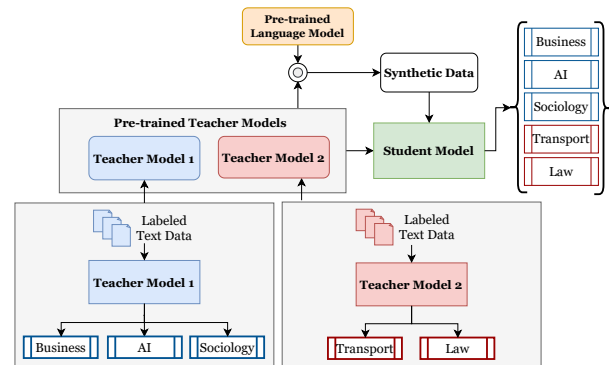 Pre-trained
Language Model
Synthetic Data
Business
AI
Sociology
Transport
Law
Pre-trained Teacher Models
Teacher Model 1
Teacher Model 2
Student Model
Labeled
Text Data
Teacher Model 1
Business
AI
Sociology
Labeled
Text Data
Teacher Model 2
Transport
Law